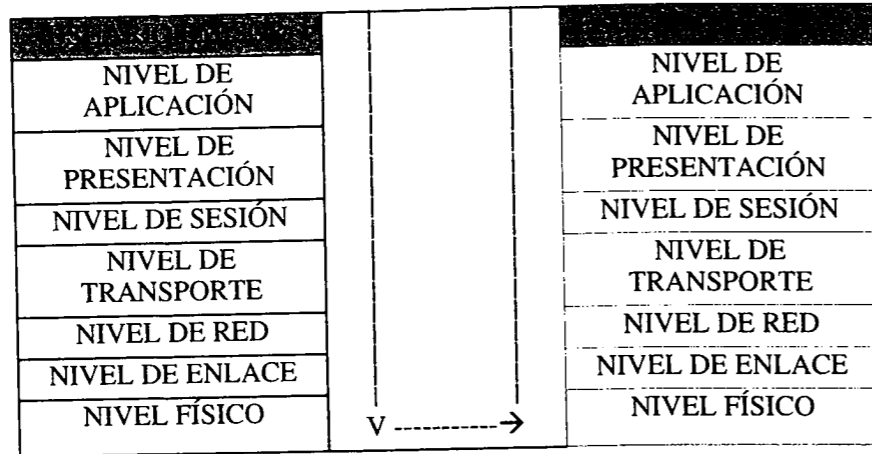 NIVEL DE
APLICACIÓN
NIVEL DE
PRESENTACIÓN
NIVEL DE SESIÓN
NIVEL DE
TRANSPORTE
NIVEL DE RED
NIVEL DE ENLACE
NIVEL FÍSICO
V ------------→
NIVEL DE
APLICACIÓN
NIVEL DE
PRESENTACIÓN
NIVEL DE SESIÓN
NIVEL DE
TRANSPORTE
NIVEL DE RED
NIVEL DE ENLACE
NIVEL FÍSICO